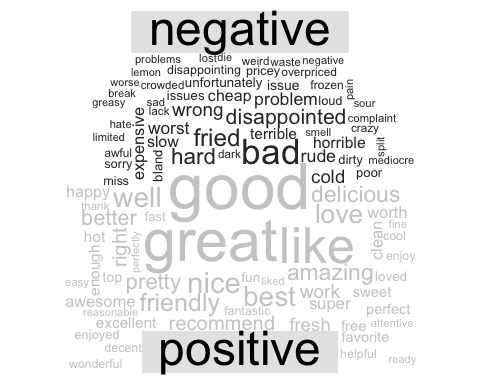 negative
problems lost die weird waste negative
lemon disappointing pricey overpriced
worse crowded unfortunately issue frozen pain
break issues cheap problem loud sour
greasy sad lack wrong disappointed complaint
hate expensive worst fried terrible smell crazy
limited slow horrible split
awful bland hard dark bad rude dirty mediocre
sorry cold poor
miss
good
happy well delicious
thank better fast love worth
fine
hot right perfectly great like clean cool
enjoy
enough top pretty nice fun liked amazing loved
easy
awesome friendly best work sweet
reasonable fantastic super perfect
excellent recommend fresh free attentive
enjoyed favorite
decent positive helpful
wonderful ready